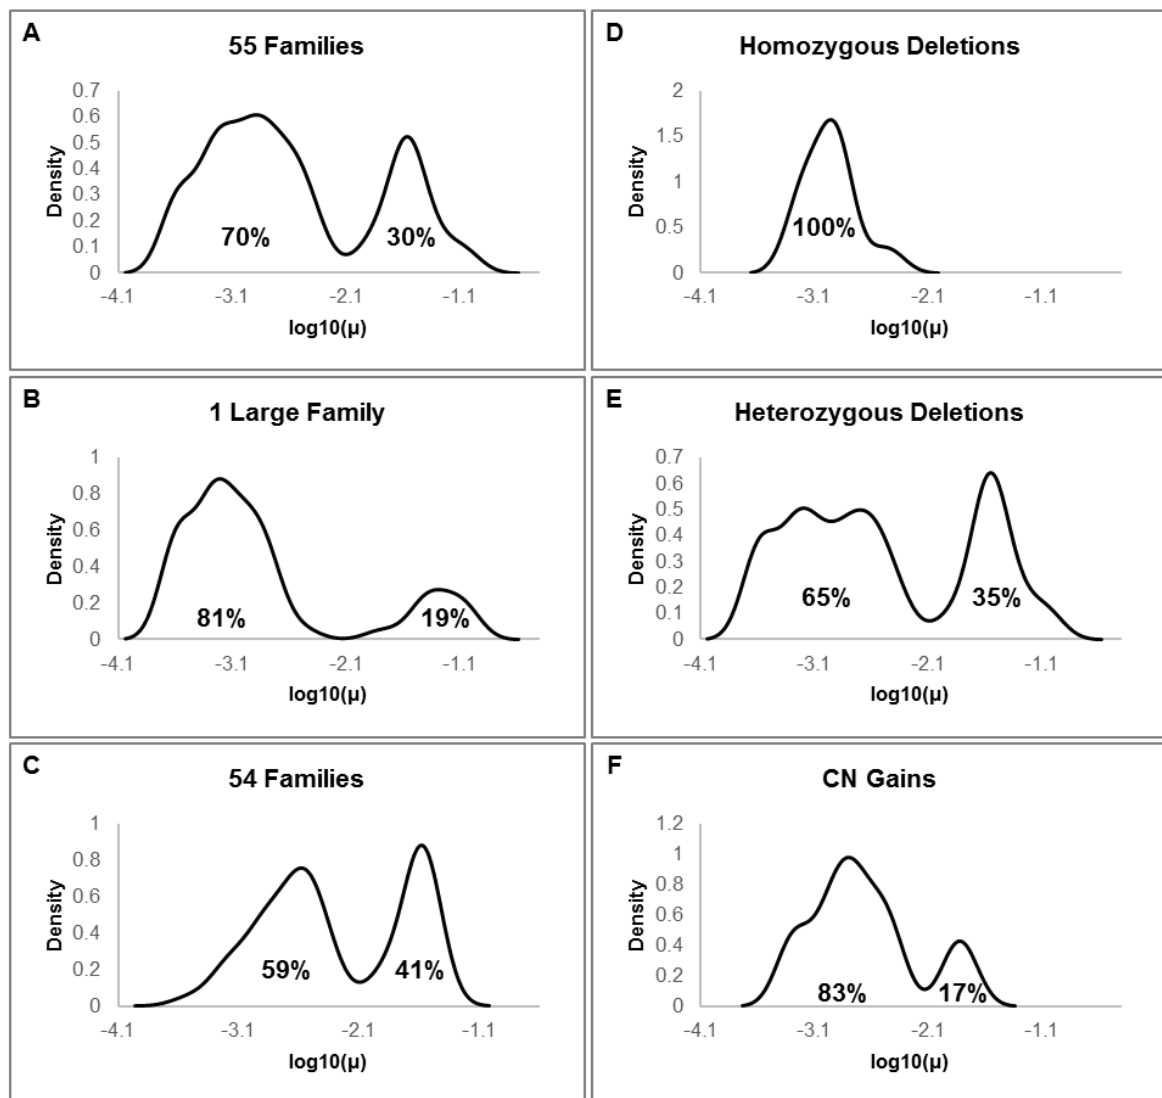 A
55 Families
0.7
0.6
0.5
0.4
0.3
0.2
0.1
0
Density
70%
30%
-4.1 -3.1 -2.1 -1.1
log10(μ)
B
1 Large Family
1
0.8
0.6
0.4
0.2
0
Density
81%
19%
-4.1 -3.1 -2.1 -1.1
log10(μ)
C
54 Families
1
0.8
0.6
0.4
0.2
0
Density
59%
41%
-4.1 -3.1 -2.1 -1.1
log10(μ)
D
Homozygous Deletions
2
1.5
1
0.5
0
Density
100%
-4.1 -3.1 -2.1 -1.1
log10(μ)
E
Heterozygous Deletions
0.7
0.6
0.5
0.4
0.3
0.2
0.1
0
Density
65%
35%
-4.1 -3.1 -2.1 -1.1
log10(μ)
F
CN Gains
1.2
1
0.8
0.6
0.4
0.2
0
Density
83%
17%
-4.1 -3.1 -2.1 -1.1
log10(μ)